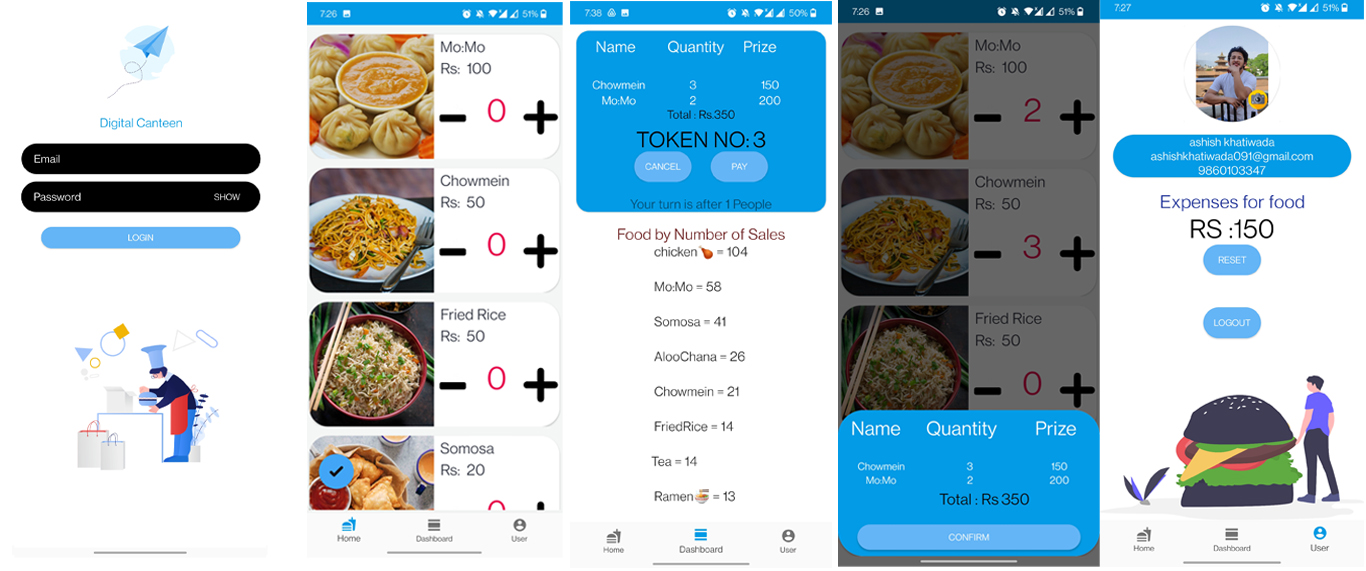 Digital Canteen
Email
Password SHOW
LOGIN
7:26 51%
Mo:Mo
Rs: 100
0
Chowmein
Rs: 50
0
Fried Rice
Rs: 50
0
Somosa
Rs: 20
0
Home Dashboard User
7:38 50%
Name Quantity Prize
Chowmein 3 150
Mo:Mo 2 200
Total : Rs.350
TOKEN NO: 3
CANCEL PAY
Your turn is after 1 People
Food by Number of Sales
chicken🍗 = 104
Mo:Mo = 58
Somosa = 41
AlooChana = 26
Chowmein = 21
FriedRice = 14
Tea = 14
Ramen🍜 = 13
Home Dashboard User
7:26 51%
Mo:Mo
Rs: 100
2
Chowmein
Rs: 50
3
Fried Rice
Rs: 50
0
Name Quantity Prize
Chowmein 3 150
Mo:Mo 2 200
Total : Rs 350
CONFIRM
7:27 51%
ashish khatiwada
ashishkhatiwada091@gmail.com
9860103347
Expenses for food
RS :150
RESET
LOGOUT
Home Dashboard User